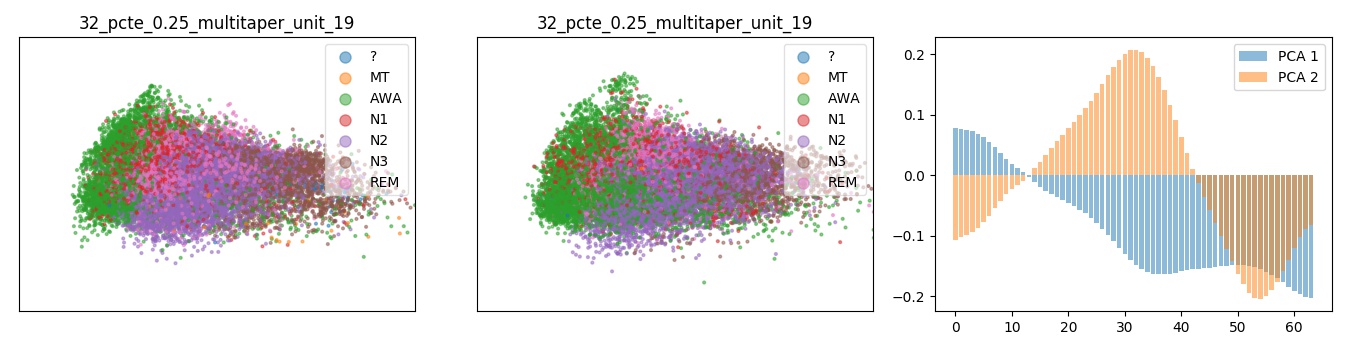 32_pcte_0.25_multitaper_unit_19
?
MT
AWA
N1
N2
N3
REM
32_pcte_0.25_multitaper_unit_19
?
MT
AWA
N1
N2
N3
REM
PCA 1
PCA 2
0.2
0.1
0.0
−0.1
−0.2
0
10
20
30
40
50
60